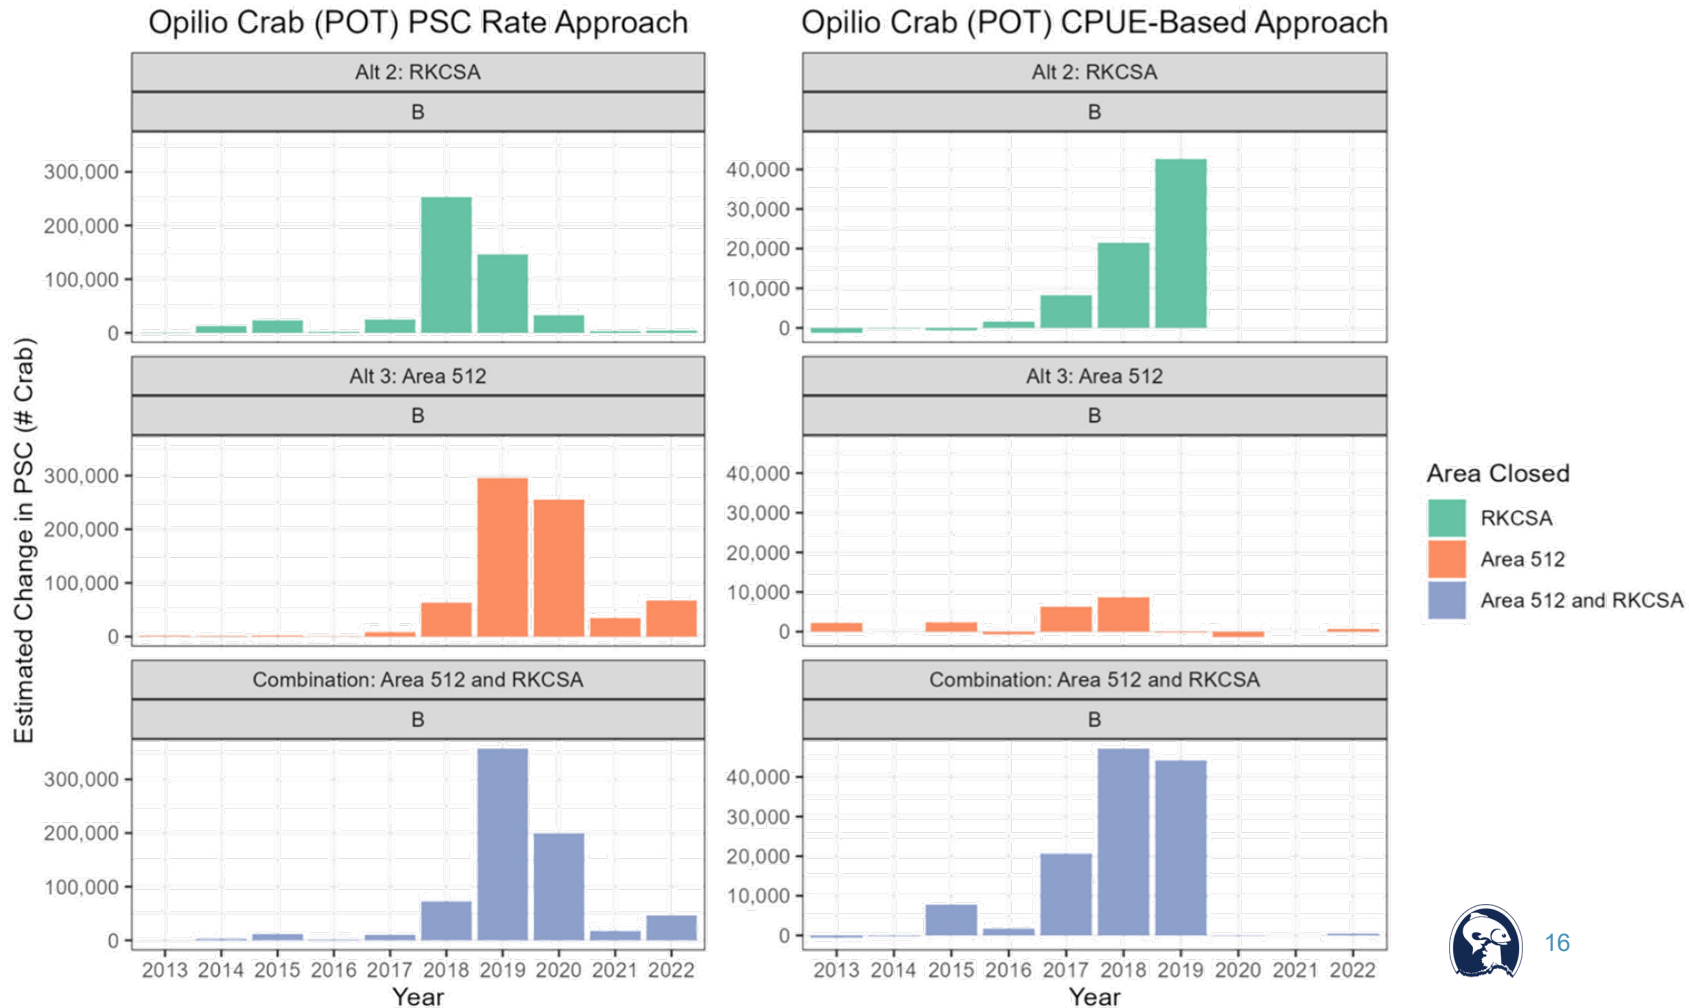 Opilio Crab (POT) PSC Rate Approach
Opilio Crab (POT) CPUE-Based Approach
Estimated Change in PSC (# Crab)
Alt 2: RKCSA
B
300,000
200,000
100,000
0
Alt 2: RKCSA
B
40,000
30,000
20,000
10,000
0
Alt 3: Area 512
B
300,000
200,000
100,000
0
Alt 3: Area 512
B
40,000
30,000
20,000
10,000
0
Combination: Area 512 and RKCSA
B
300,000
200,000
100,000
0
2013 2014 2015 2016 2017 2018 2019 2020 2021 2022
Year
Combination: Area 512 and RKCSA
B
40,000
30,000
20,000
10,000
0
2013 2014 2015 2016 2017 2018 2019 2020 2021 2022
Year
Area Closed
RKCSA
Area 512
Area 512 and RKCSA
16